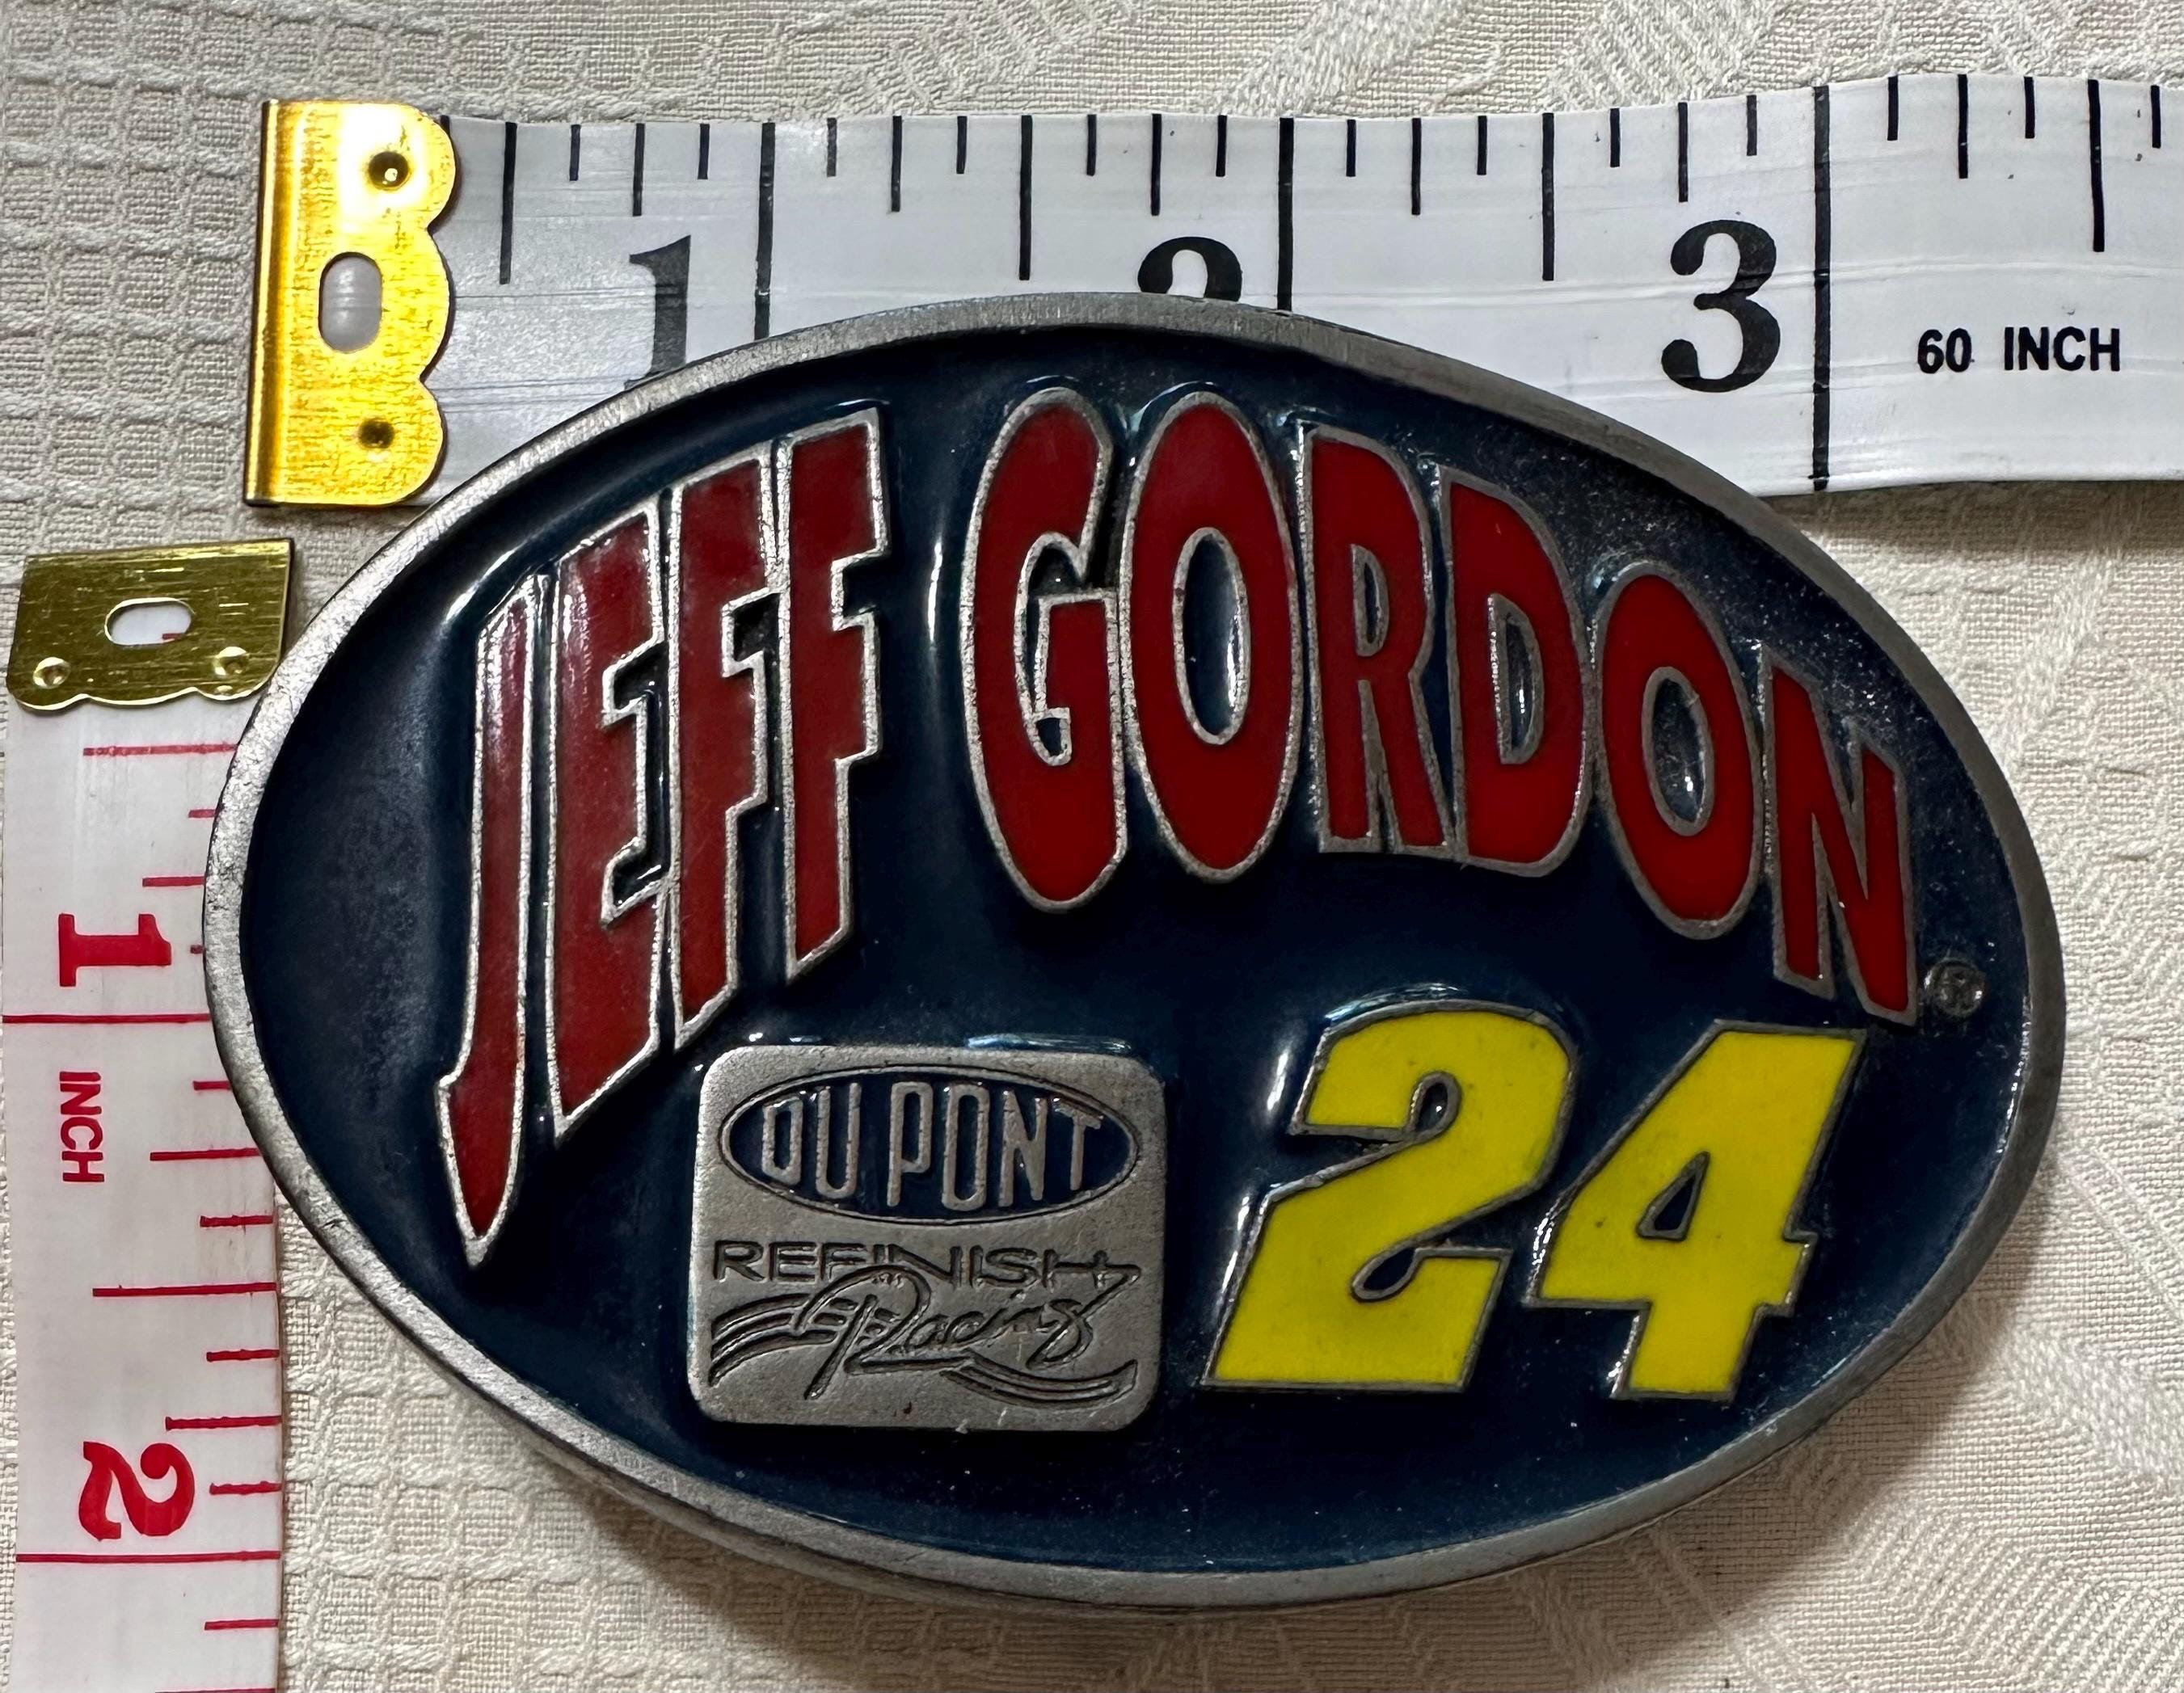 1 2 3
60 INCH
JEFF GORDON®
1
INCH
2
DU PONT
REFINISH
Racing
24